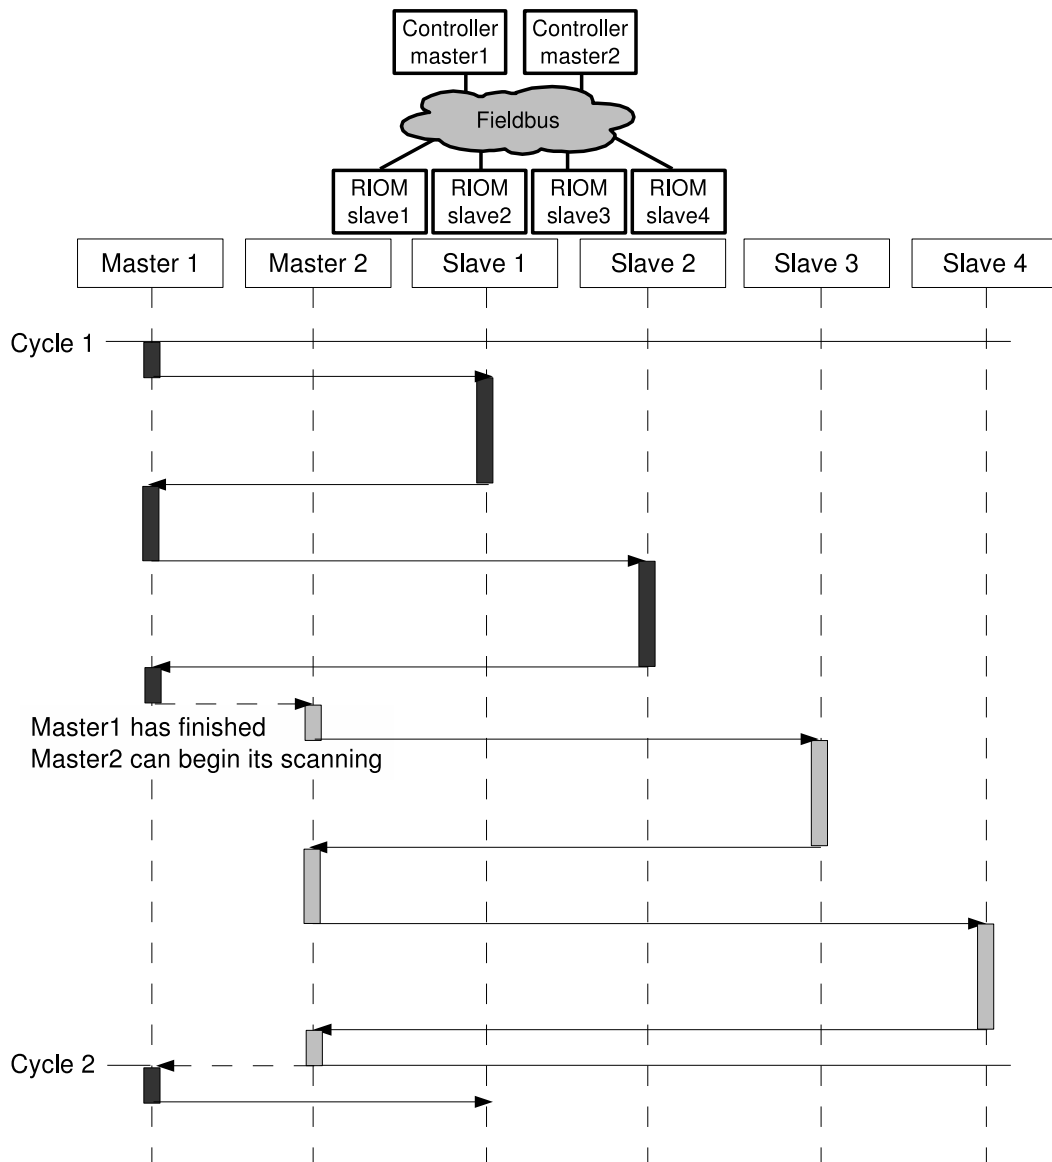 Controller
master1
Controller
master2
Fieldbus
RIOM
slave1
RIOM
slave2
RIOM
slave3
RIOM
slave4
Master 1
Master 2
Slave 1
Slave 2
Slave 3
Slave 4
Cycle 1
Master1 has finished
Master2 can begin its scanning
Cycle 2